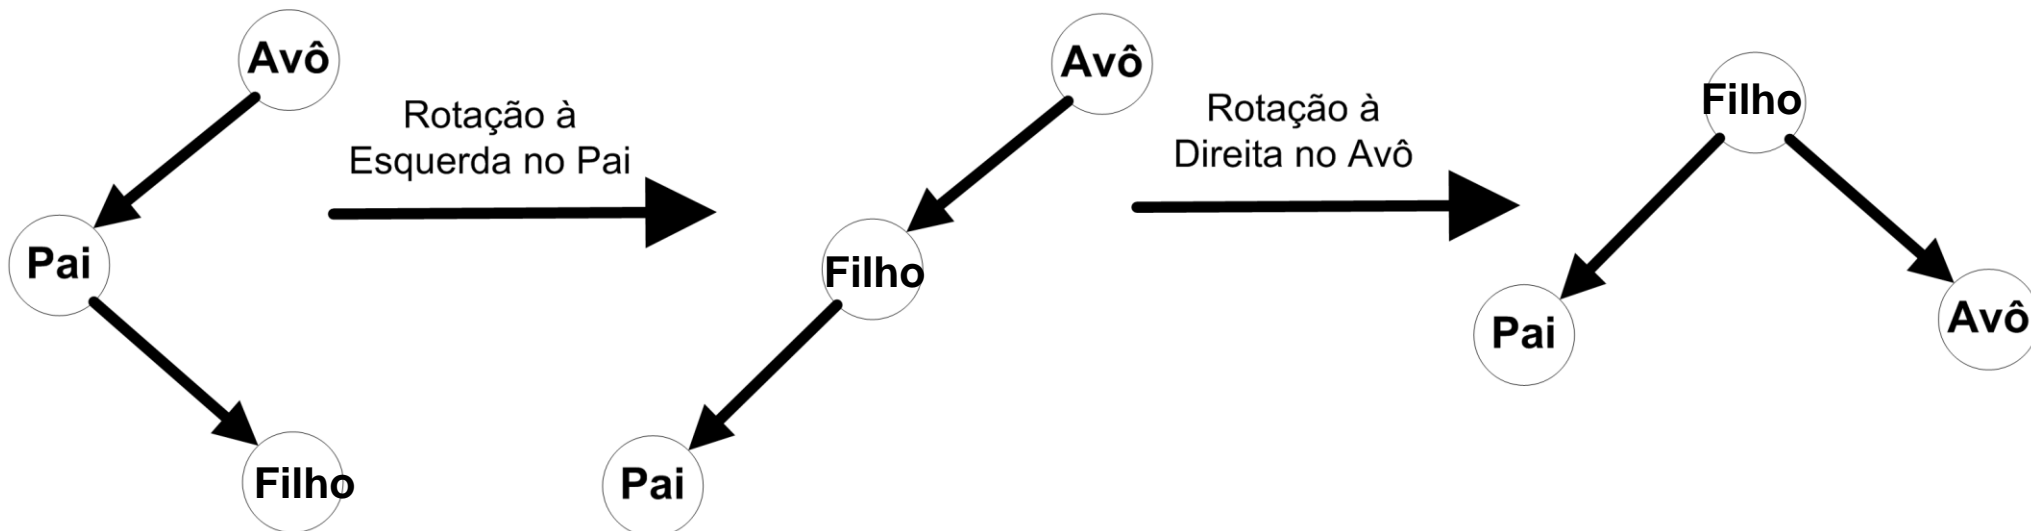 Avô
Rotação à
Esquerda no Pai
Pai
Filho
Avô
Rotação à
Direita no Avô
Filho
Pai
Filho
Pai
Avô